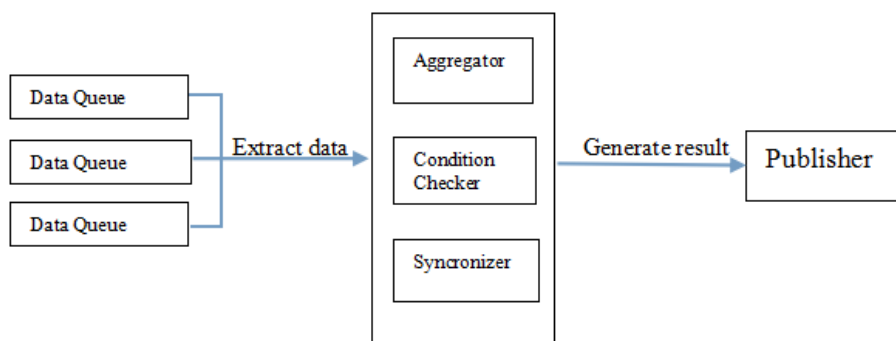 Data Queue
Data Queue
Data Queue
Extract data
Aggregator
Condition
Checker
Syncronizer
Generate result
Publisher